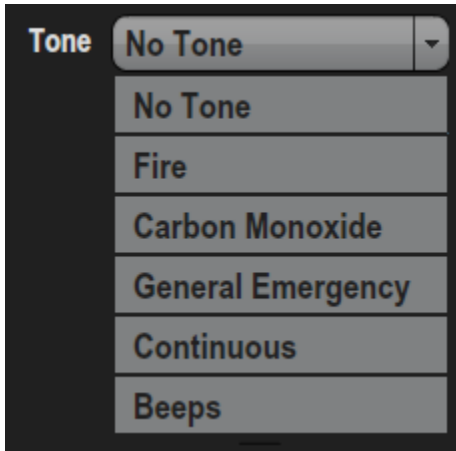 Tone No Tone
No Tone
Fire
Carbon Monoxide
General Emergency
Continuous
Beeps